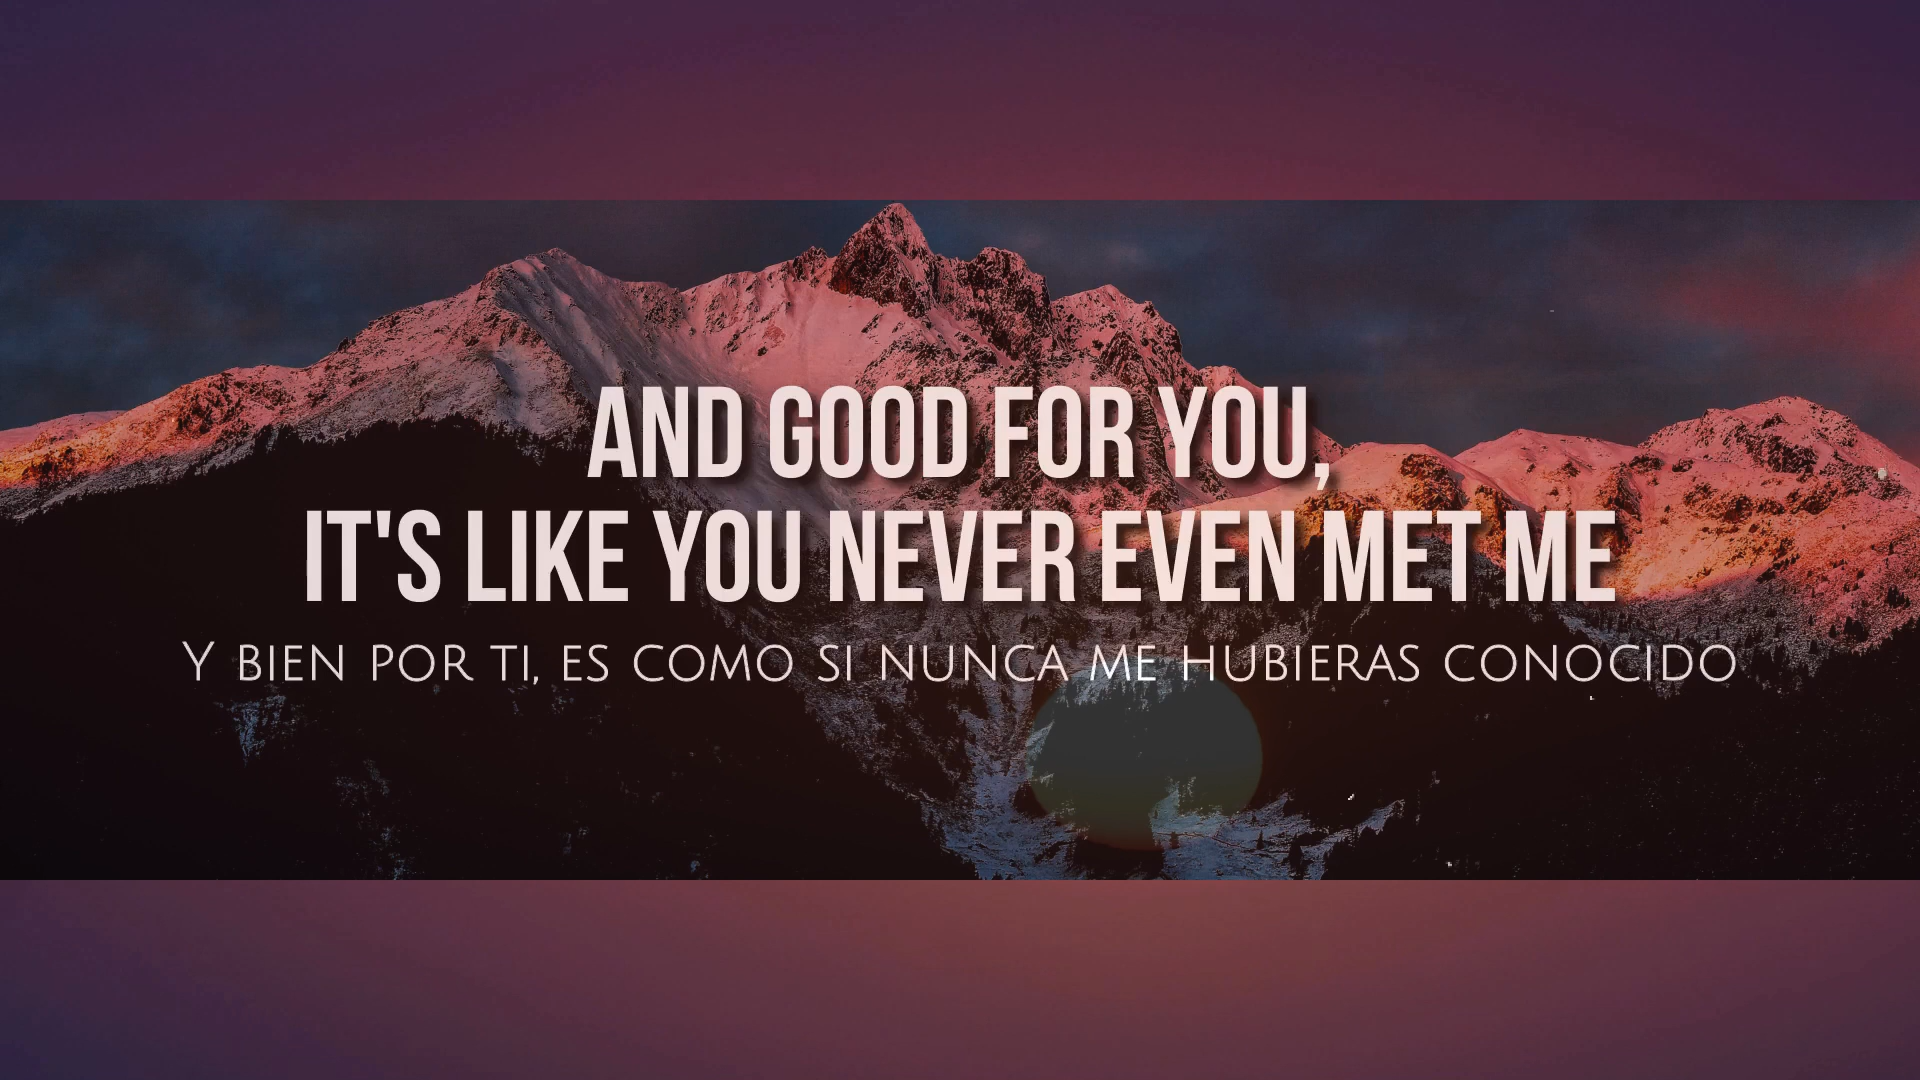 AND GOOD FOR YOU,
IT'S LIKE YOU NEVER EVEN MET ME
Y BIEN POR TI, ES COMO SI NUNCA ME HUBIERAS CONOCIDO